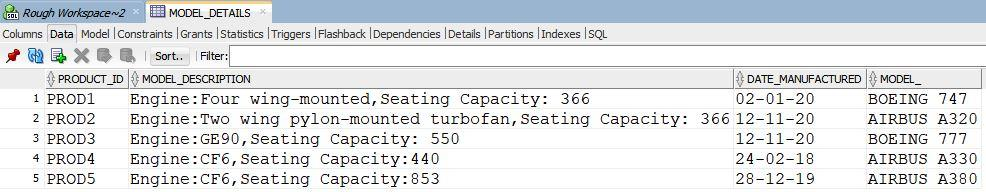 SQL Rough Workspace~2 MODEL_DETAILS
Columns Data Model Constraints Grants Statistics Triggers Flashback Dependencies Details Partitions Indexes SQL
Sort.. Filter:
PRODUCT_ID MODEL_DESCRIPTION DATE_MANUFACTURED MODEL_
1 PROD1 Engine:Four wing-mounted,Seating Capacity: 366 02-01-20 BOEING 747
2 PROD2 Engine:Two wing pylon-mounted turbofan,Seating Capacity: 366 12-11-20 AIRBUS A320
3 PROD3 Engine:GE90,Seating Capacity: 550 12-11-20 BOEING 777
4 PROD4 Engine:CF6,Seating Capacity:440 24-02-18 AIRBUS A330
5 PROD5 Engine:CF6,Seating Capacity:853 28-12-19 AIRBUS A380